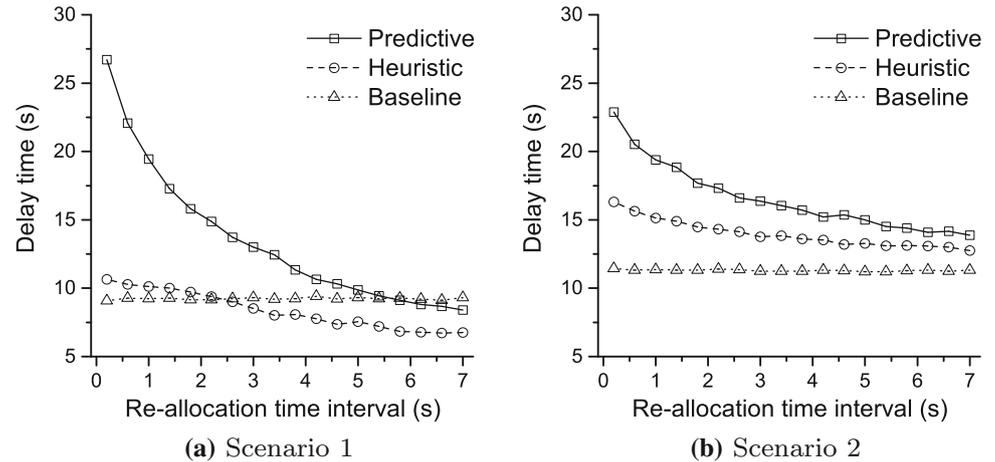 30
25
20
15
10
5
Delay time (s)
Predictive
Heuristic
Baseline
0 1 2 3 4 5 6 7
Re-allocation time interval (s)
(a) Scenario 1
30
25
20
15
10
5
Delay time (s)
Predictive
Heuristic
Baseline
0 1 2 3 4 5 6 7
Re-allocation time interval (s)
(b) Scenario 2